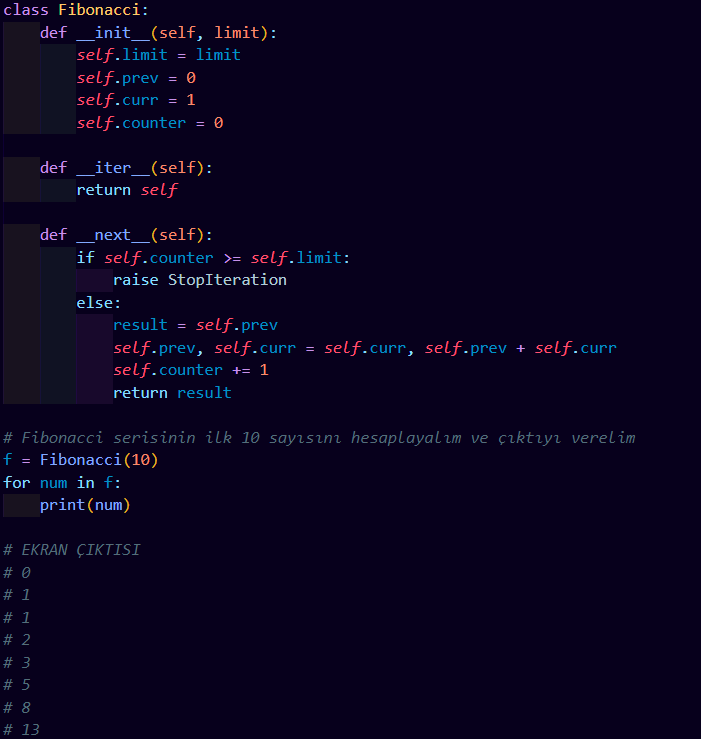 class Fibonacci:
    def __init__(self, limit):
        self.limit = limit
        self.prev = 0
        self.curr = 1
        self.counter = 0

    def __iter__(self):
        return self

    def __next__(self):
        if self.counter >= self.limit:
            raise StopIteration
        else:
            result = self.prev
            self.prev, self.curr = self.curr, self.prev + self.curr
            self.counter += 1
            return result

# Fibonacci serisinin ilk 10 sayısını hesaplayalım ve çıktıyı verelim
f = Fibonacci(10)
for num in f:
    print(num)

# EKRAN ÇIKTISI
# 0
# 1
# 1
# 2
# 3
# 5
# 8
# 13